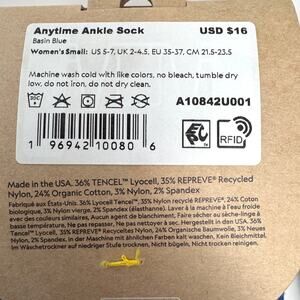 Anytime Ankle Sock USD $16
Basin Blue
Women's Small: US 5-7, UK 2-4.5, EU 35-37, CM 21.5-23.5
Machine wash cold with like colors, no bleach, tumble dry
low, do not iron, do not dry clean.
A10842U001
1 96942 10080 6
RFID
Made in the USA. 36% TENCEL™ Lyocell, 35% REPREVE® Recycled
Nylon, 24% Organic Cotton, 3% Nylon, 2% Spandex
Fabriqué aux États-Unis. 36% Lyocell Tencel™, 35% Nylon recyclé REPREVE®, 24% Coton
biologique, 3% Nylon vierge, 2% Spandex (élasthanne). Laver à la machine à l'eau froide
avec des couleurs similaires, Aucun agent de blanchiment, Faire sécher au sèche-linge à
basse température, Ne pas repasser, Ne pas nettoyer à sec. Hergestellt in den USA. 36%
Tencel™ Lyocell, 35% REPREVE® Recyceltes Nylon, 24% Organische Baumwolle, 3% Neues
Nylon, 2% Spandex. In der Maschine mit ähnlichen Farben kalt waschen, Kein Bleichmittel,
Im Wäschetrockner auf niedriger Stufe trocknen, Nicht bügeln, Nicht trocken reinigen.